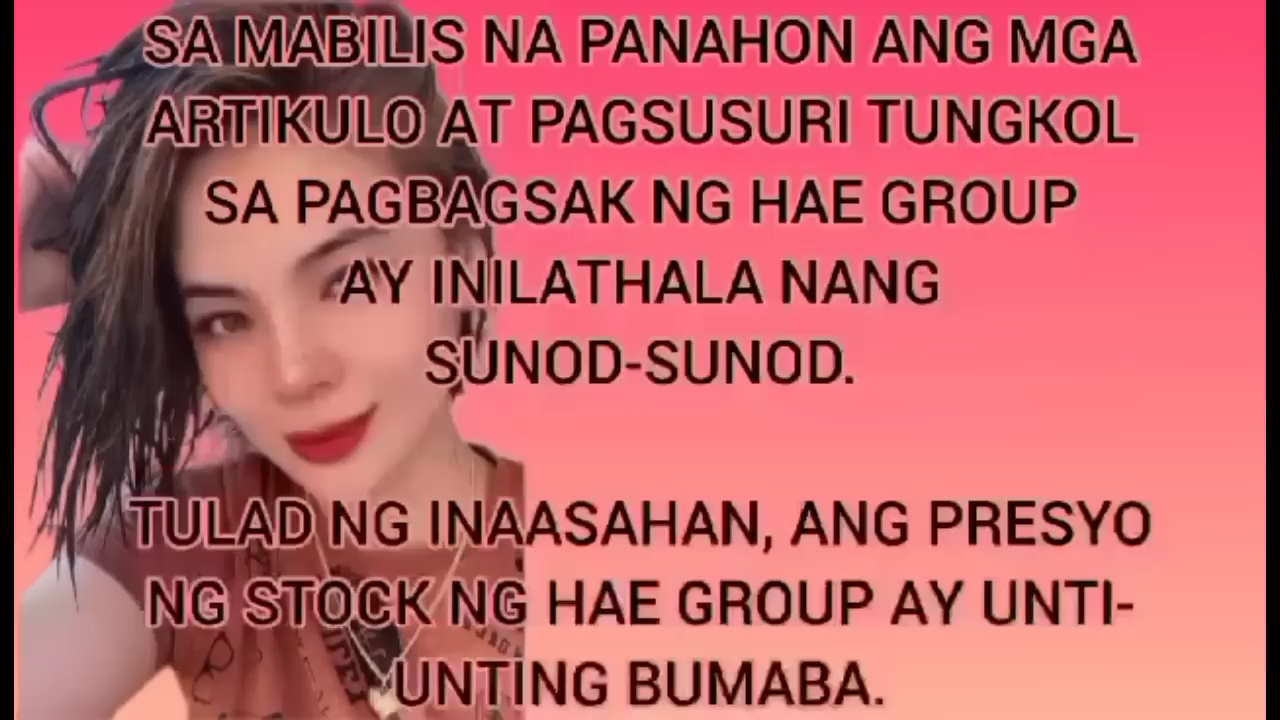 SA MABILIS NA PANAHON ANG MGA
ARTIKULO AT PAGSUSURI TUNGKOL
SA PAGBAGSAK NG HAE GROUP
AY INILATHALA NANG
SUNOD-SUNOD.
TULAD NG INAASAHAN, ANG PRESYO
NG STOCK NG HAE GROUP AY UNTI-
UNTING BUMABA.